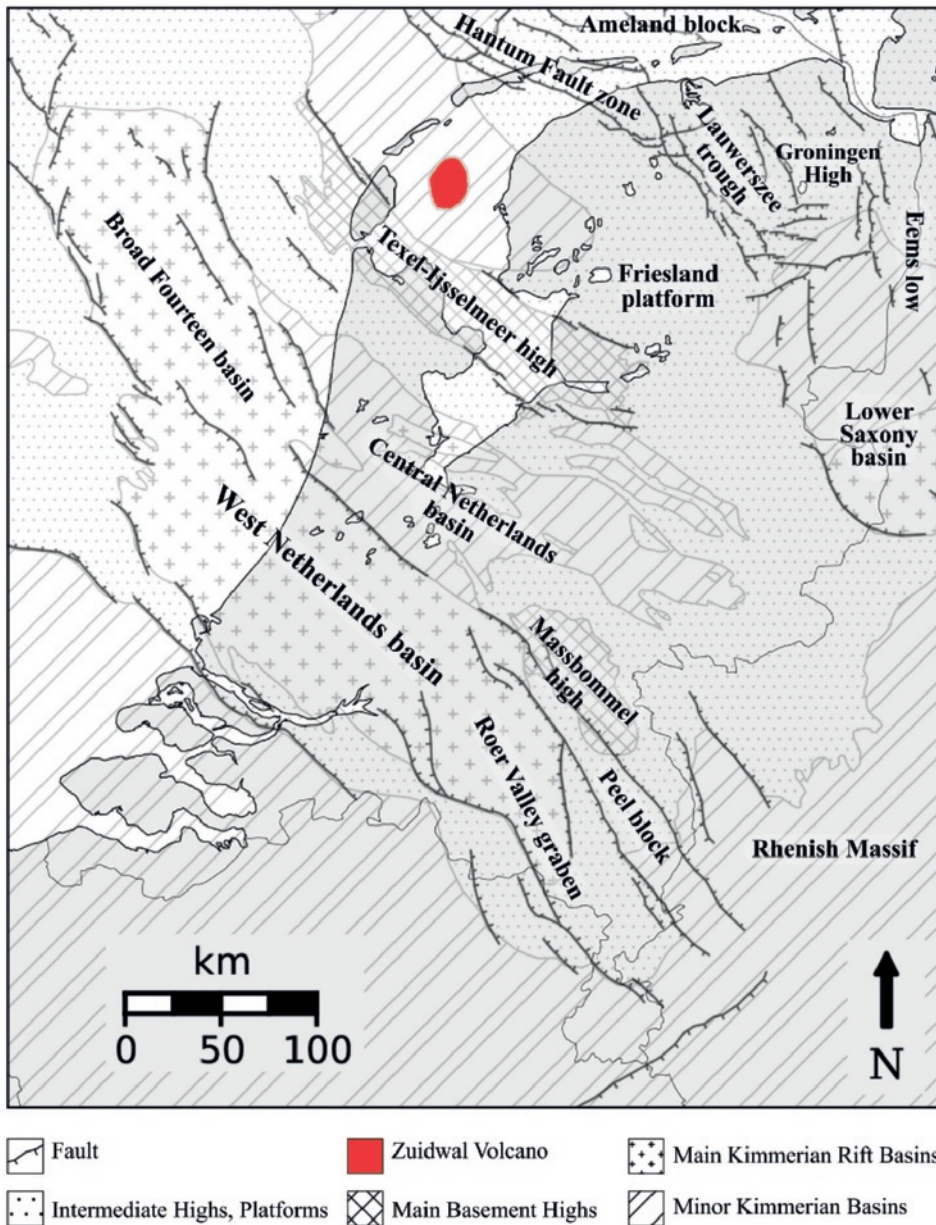 Ameland block
Hantum Fault zone
Lauwerszee
trough
Groningen
High
Eems low
Broad Fourteen basin
Texel-Ijsselmeer high
Friesland
platform
Lower
Saxony
basin
Central Netherlands
basin
West Netherlands basin
Massbommel
high
Roer Valley graben
Peel block
Rhenish Massif
km
0 50 100
N
Fault
Zuidwal Volcano
Main Kimmerian Rift Basins
Intermediate Highs, Platforms
Main Basement Highs
Minor Kimmerian Basins